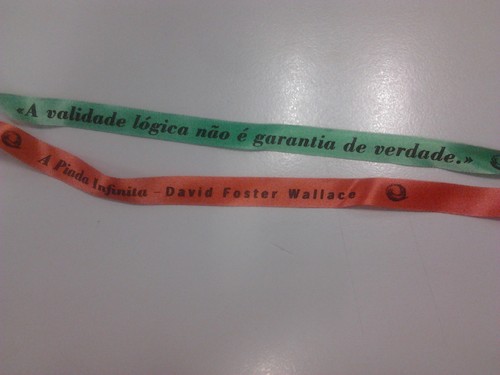 «A validade lógica não é garantia de verdade.»
A Piada Infinita – David Foster Wallace